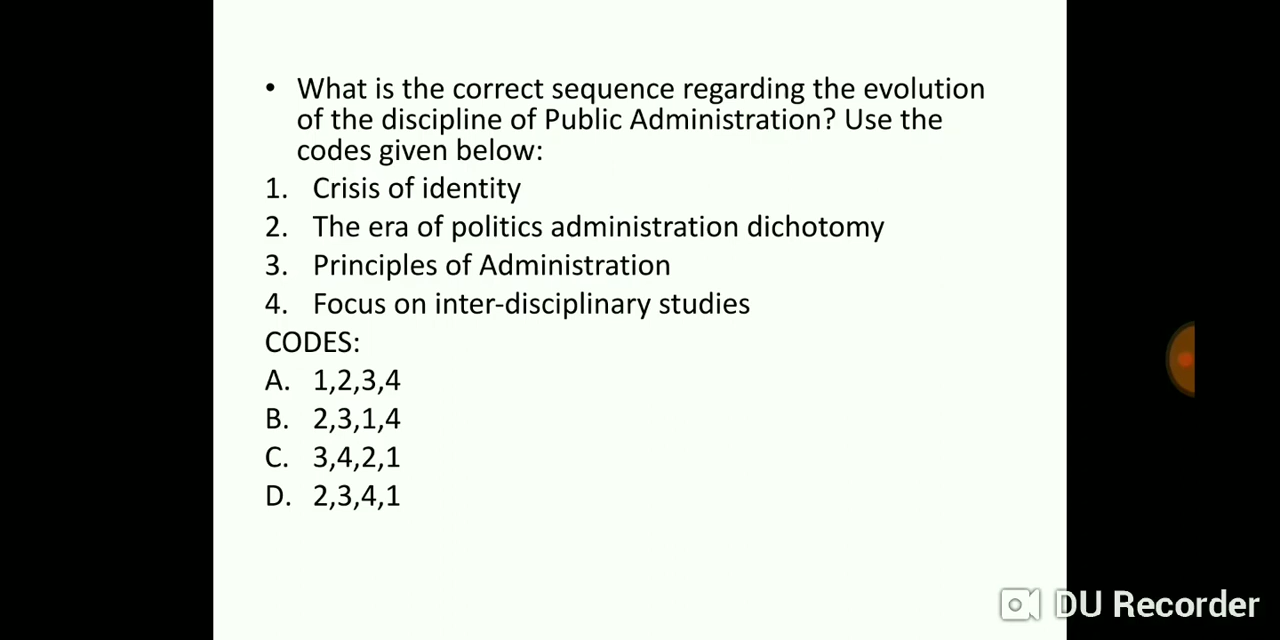 • What is the correct sequence regarding the evolution
of the discipline of Public Administration? Use the
codes given below:
1. Crisis of identity
2. The era of politics administration dichotomy
3. Principles of Administration
4. Focus on inter-disciplinary studies
CODES:
A. 1,2,3,4
B. 2,3,1,4
C. 3,4,2,1
D. 2,3,4,1
DU Recorder